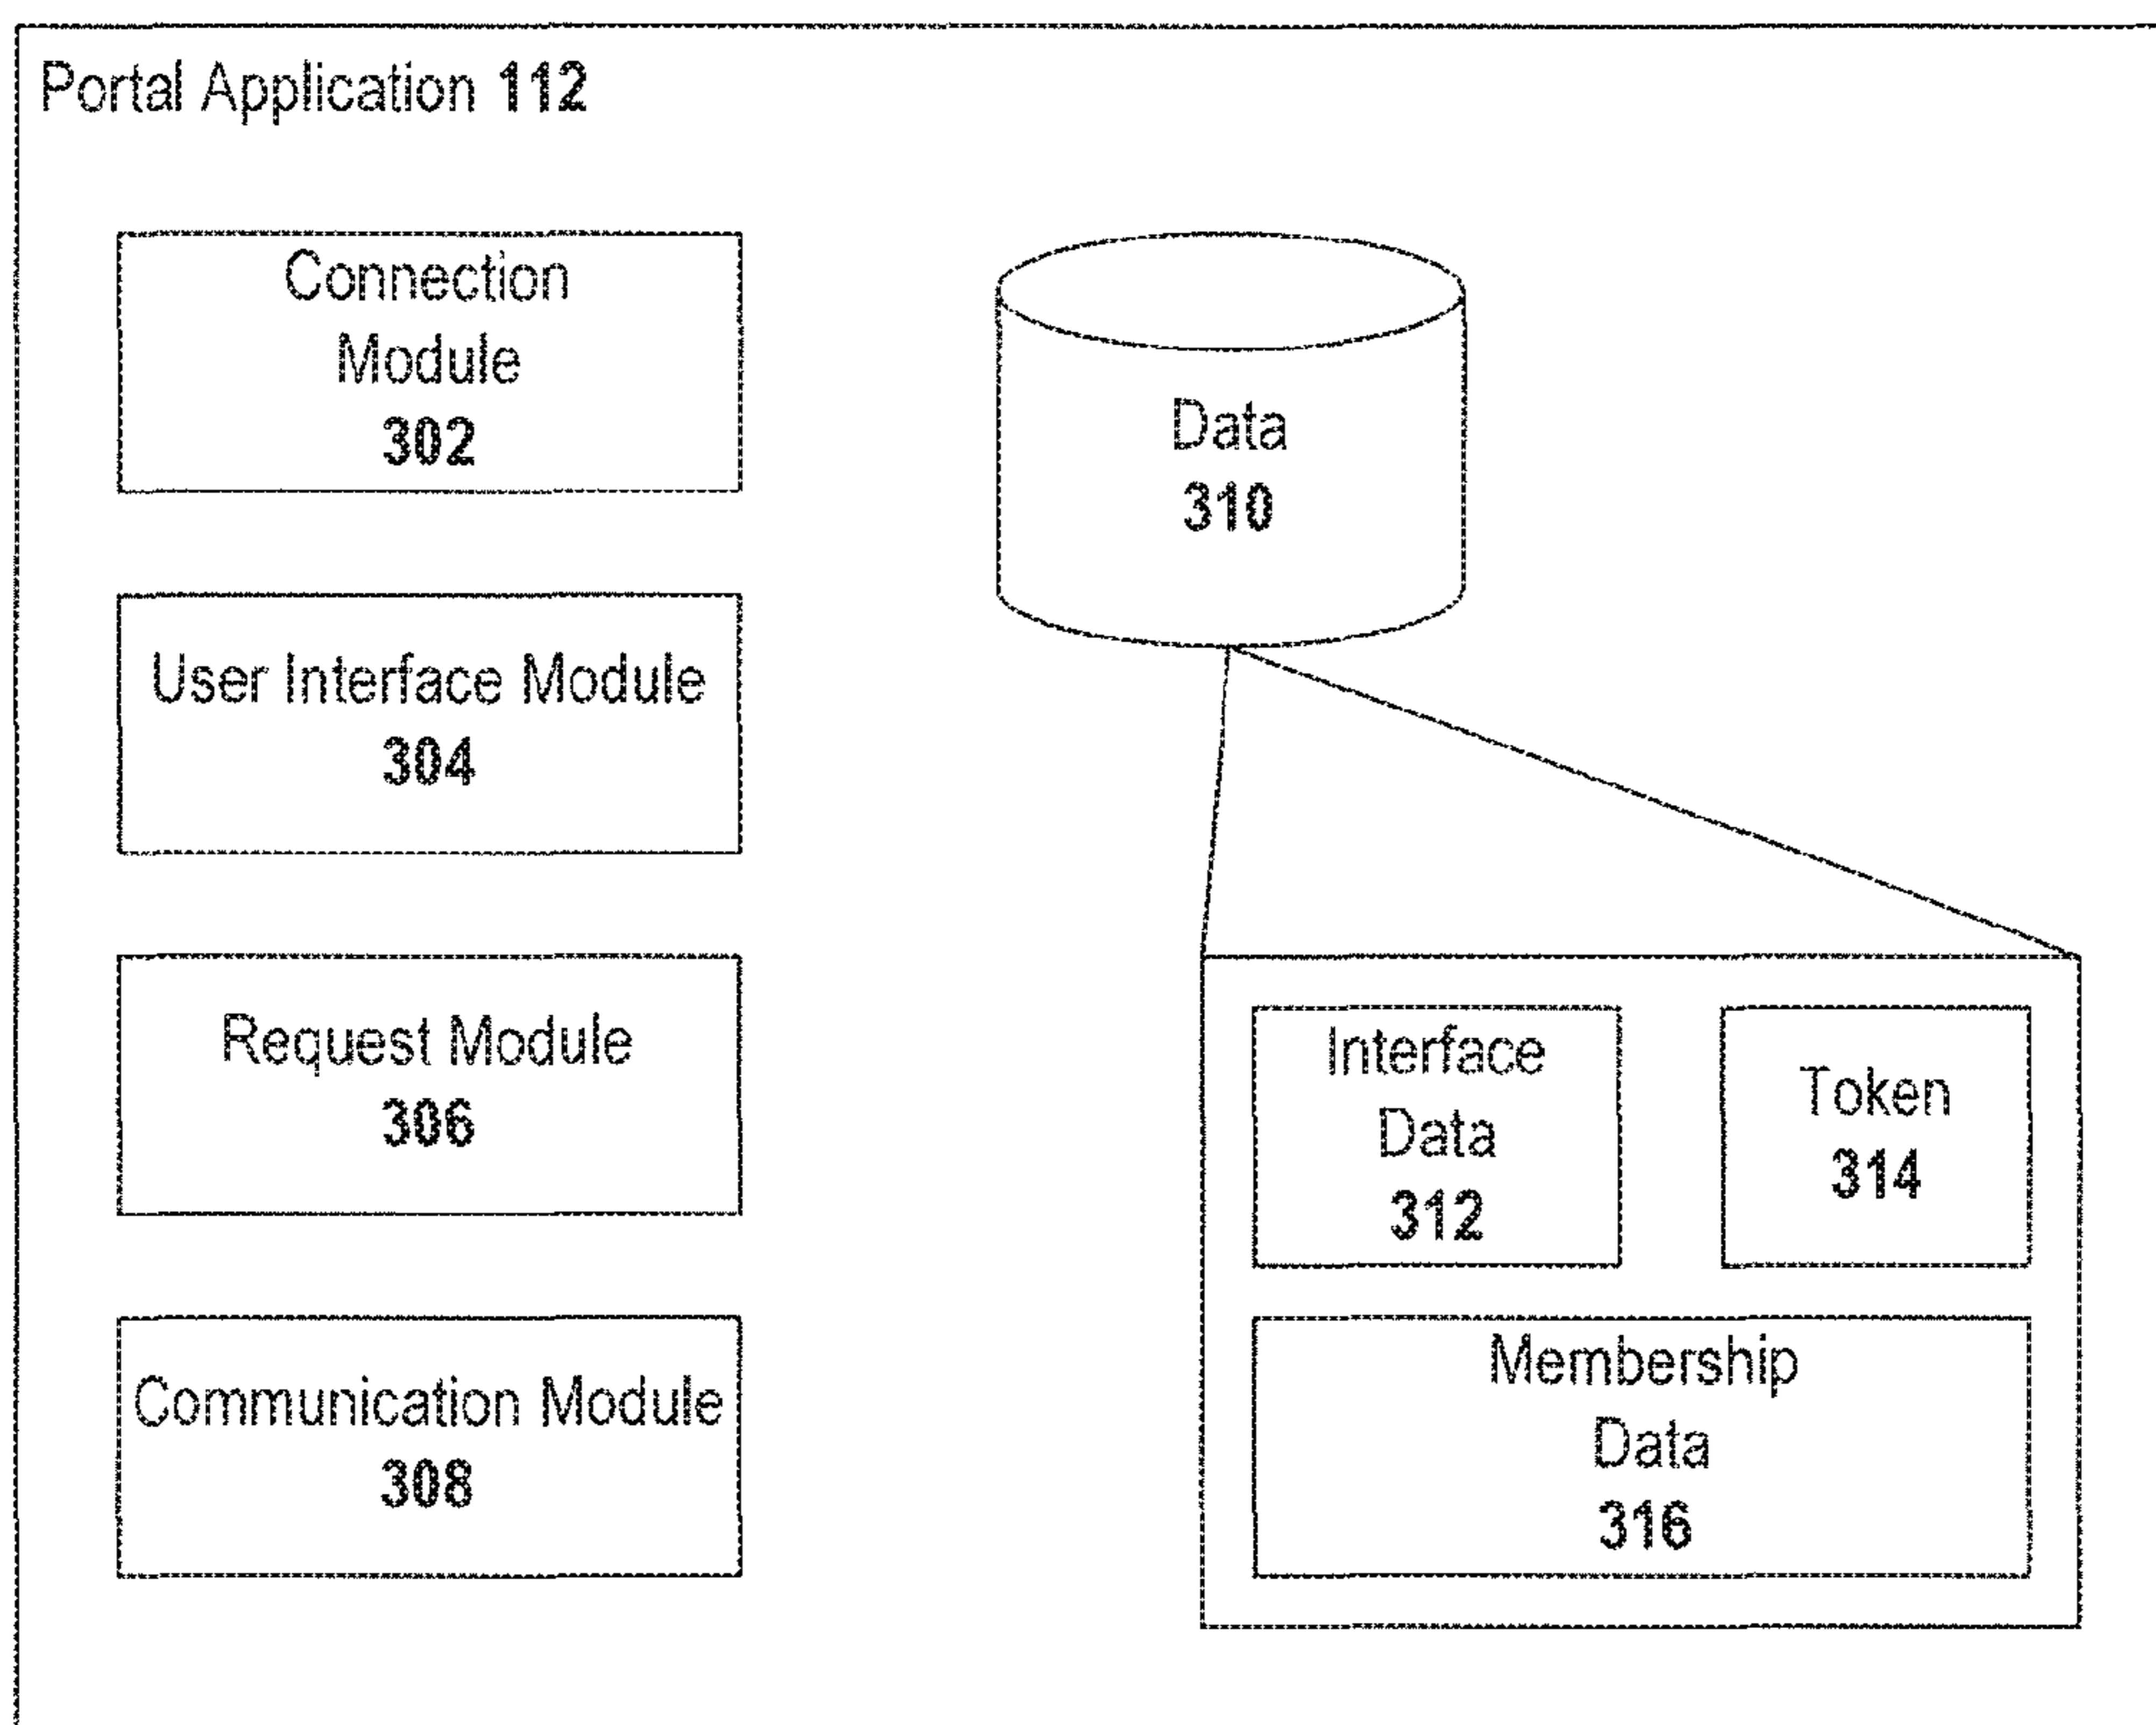 Portal Application 112
Connection
Module
302
User Interface Module
304
Request Module
306
Communication Module
308
Data
310
Interface
Data
312
Token
314
Membership
Data
316